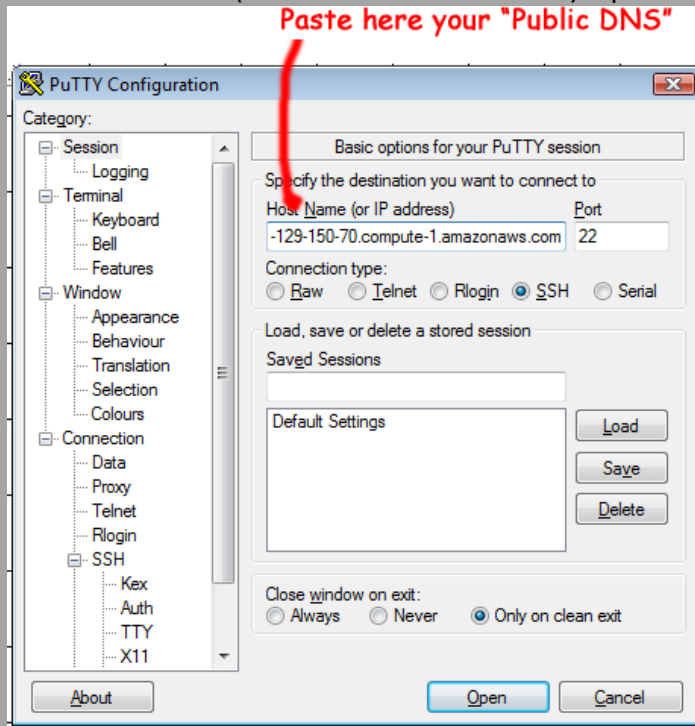 Paste here your "Public DNS"
PuTTY Configuration
Category:
Session
Logging
Terminal
Keyboard
Bell
Features
Window
Appearance
Behaviour
Translation
Selection
Colours
Connection
Data
Proxy
Telnet
Rlogin
SSH
Kex
Auth
TTY
X11
Basic options for your PuTTY session
Specify the destination you want to connect to
Host Name (or IP address) Port
-129-150-70.compute-1.amazonaws.com 22
Connection type:
Raw Telnet Rlogin SSH Serial
Load, save or delete a stored session
Saved Sessions
Default Settings
Load
Save
Delete
Close window on exit:
Always Never Only on clean exit
About Open Cancel